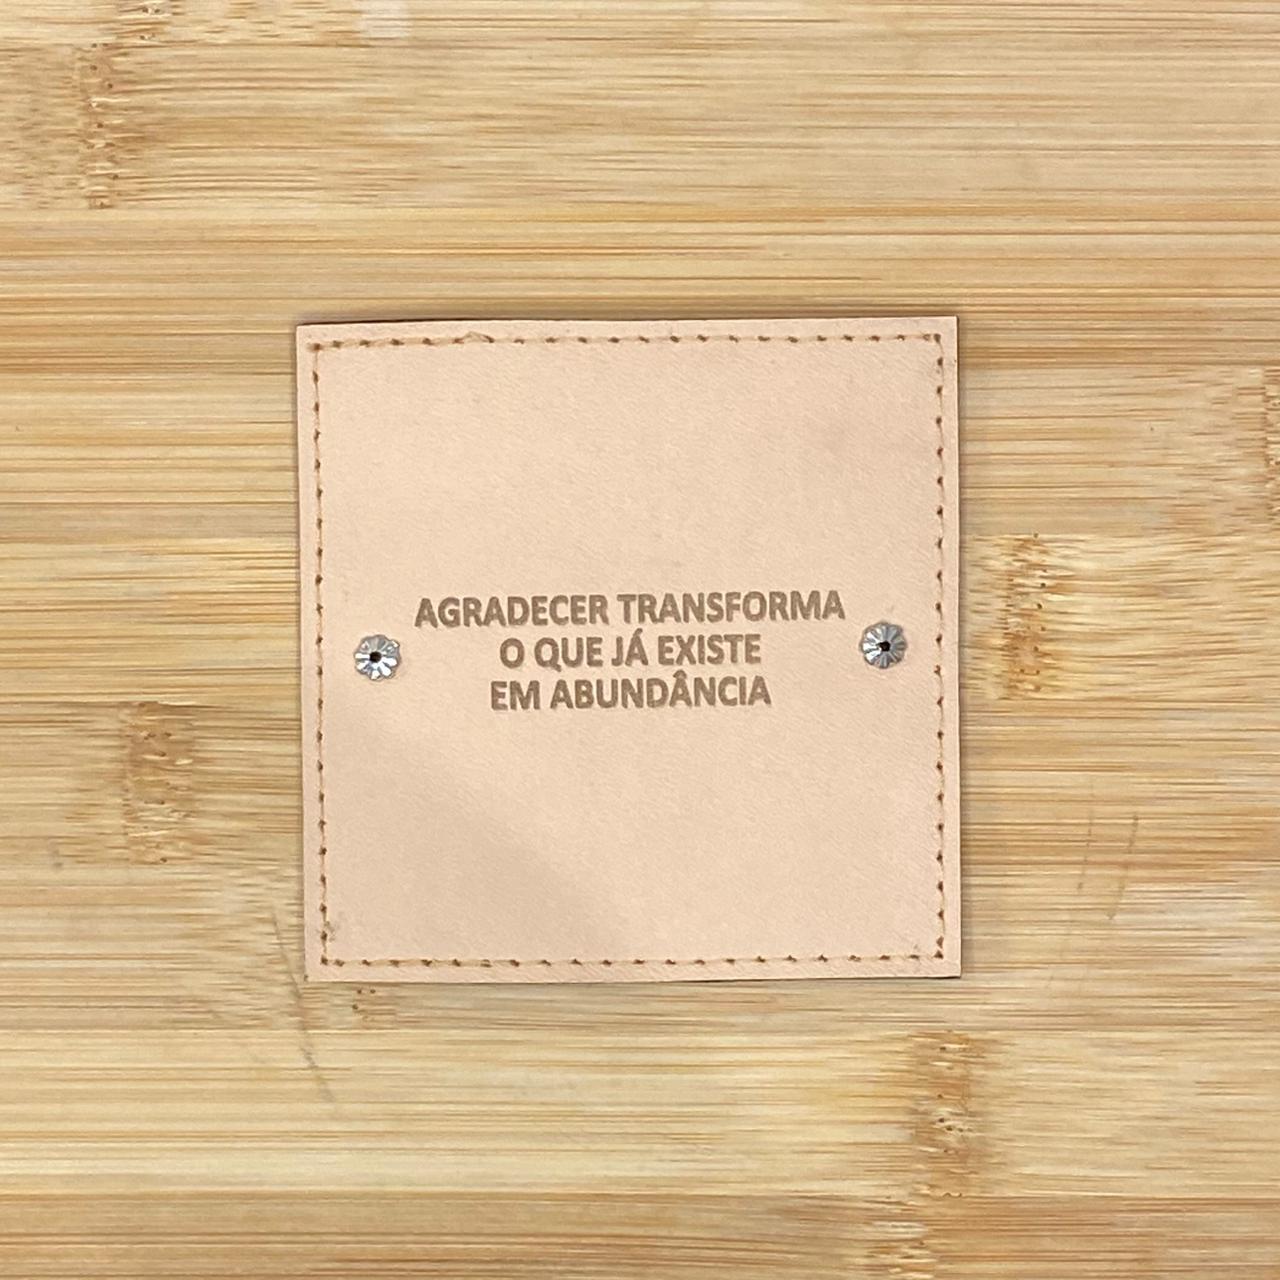 AGRADECER TRANSFORMA
O QUE JÁ EXISTE
EM ABUNDÂNCIA